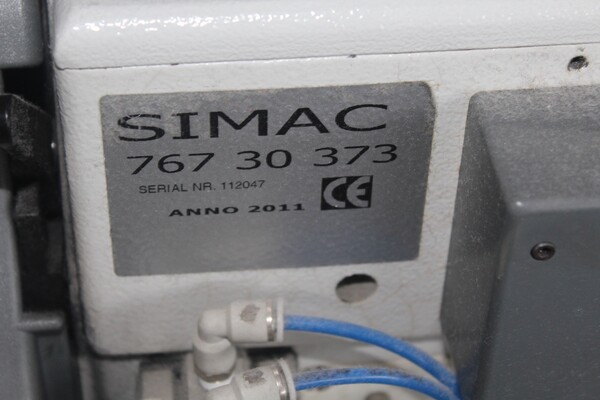 SIMAC
767 30 373
SERIAL NR. 112047
CE
ANNO 2011